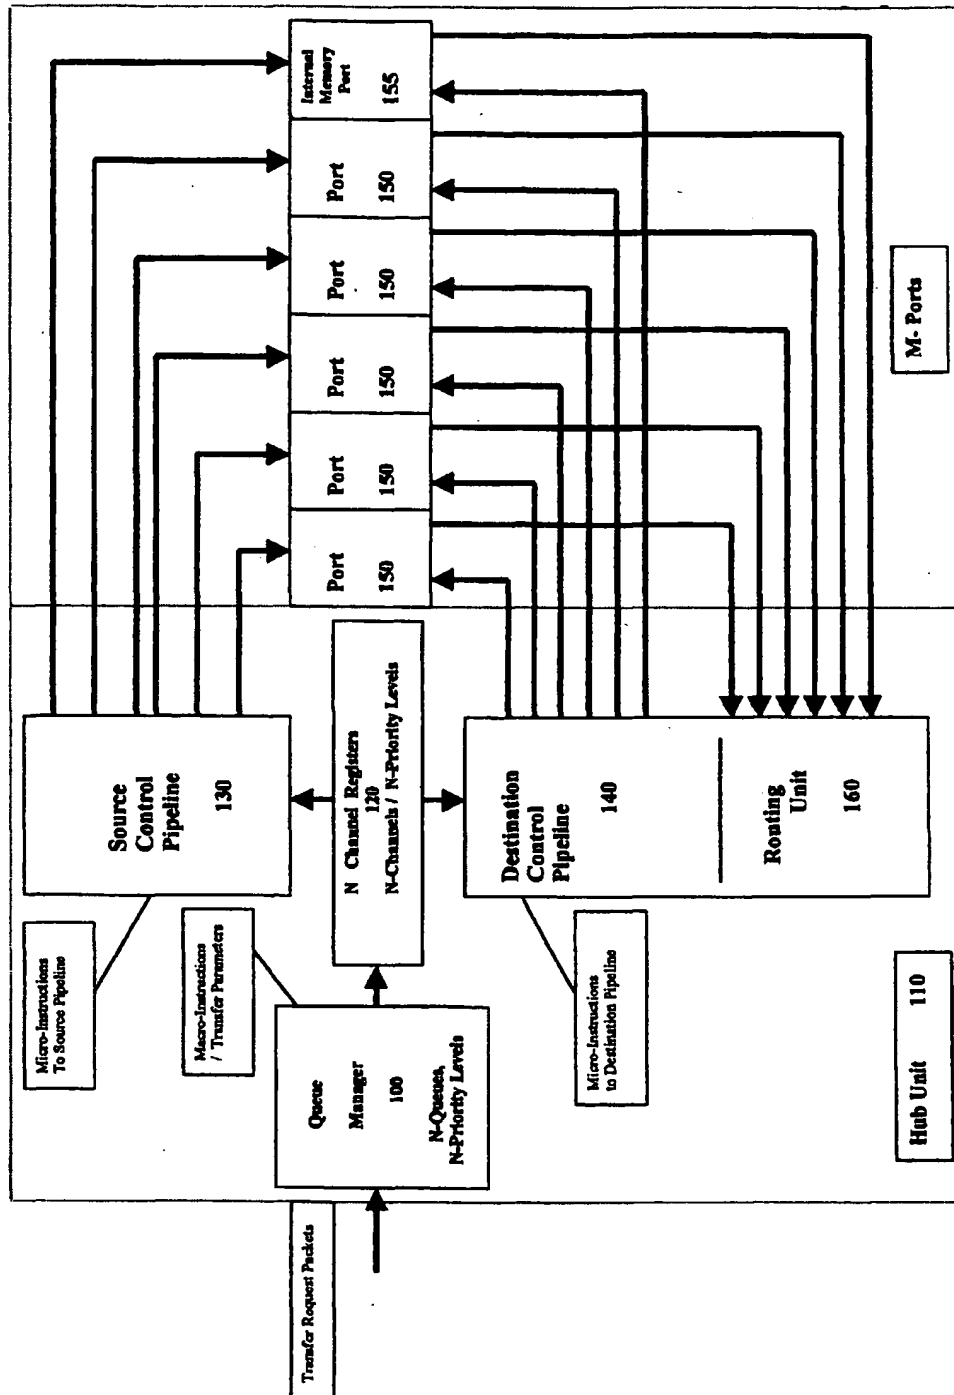 Transfer Request Packets
Queue
Manager
100
N-Queues,
N-Priority Levels
Macro-Instructions
/ Transfer Parameters
Micro-Instructions
To Source Pipeline
Micro-Instructions
to Destination Pipeline
Hub Unit 110
N Channel Registers
120
N-Channels / N-Priority Levels
Source
Control
Pipeline
130
Destination
Control
Pipeline
140
Routing
Unit
160
Port
150
Port
150
Port
150
Port
150
Port
150
Internal
Memory
Port
155
M- Ports